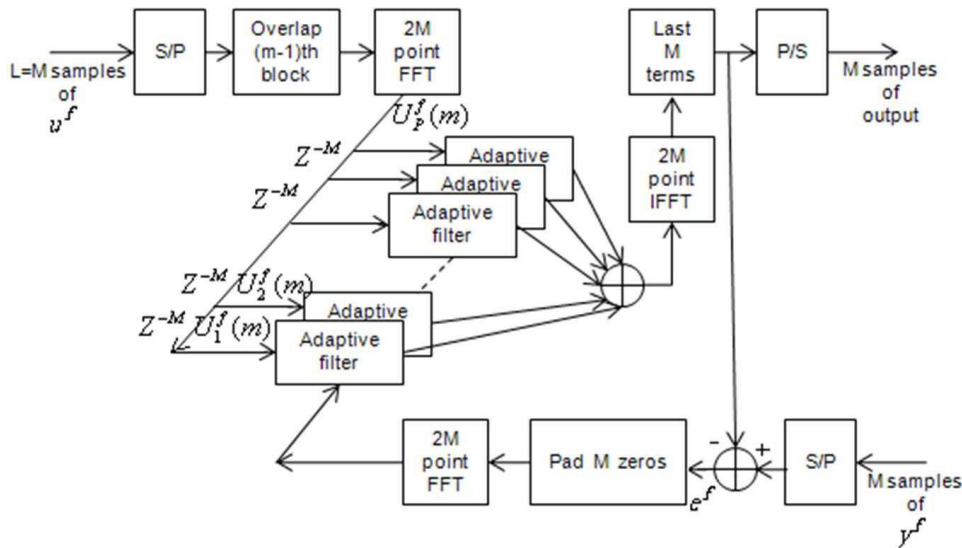 L=M samples
of
u^f
S/P
Overlap
(m-1)th
block
2M
point
FFT
Last
M
terms
P/S
M samples
of
output
U_P^f(m)
Z^-M
Z^-M
Z^-M
U_2^f(m)
Z^-M
U_1^f(m)
Adaptive
Adaptive
Adaptive
filter
2M
point
IFFT
Adaptive
Adaptive
filter
2M
point
FFT
Pad M zeros
e^f
-
+
S/P
M samples
of
y^f